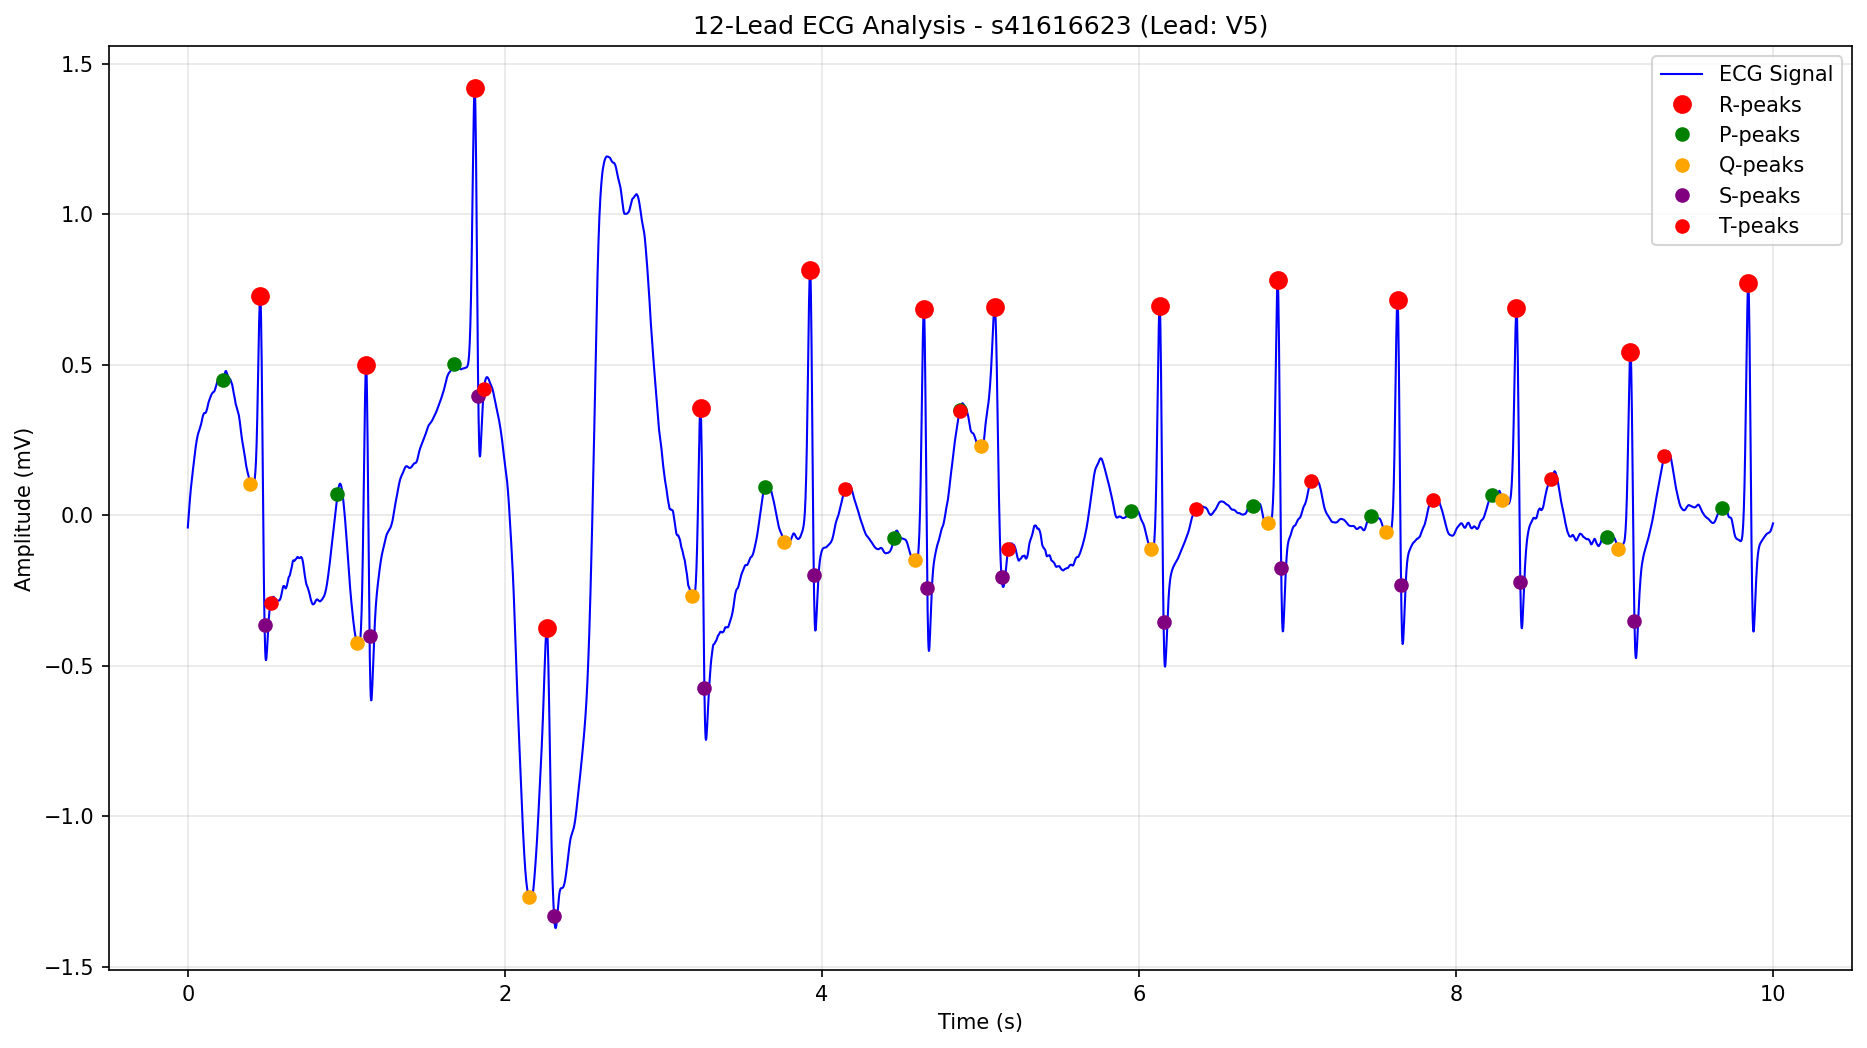 12-Lead ECG Analysis - s41616623 (Lead: V5)
ECG Signal
R-peaks
P-peaks
Q-peaks
S-peaks
T-peaks
Amplitude (mV)
1.5
1.0
0.5
0.0
−0.5
−1.0
−1.5
0 2 4 6 8 10
Time (s)